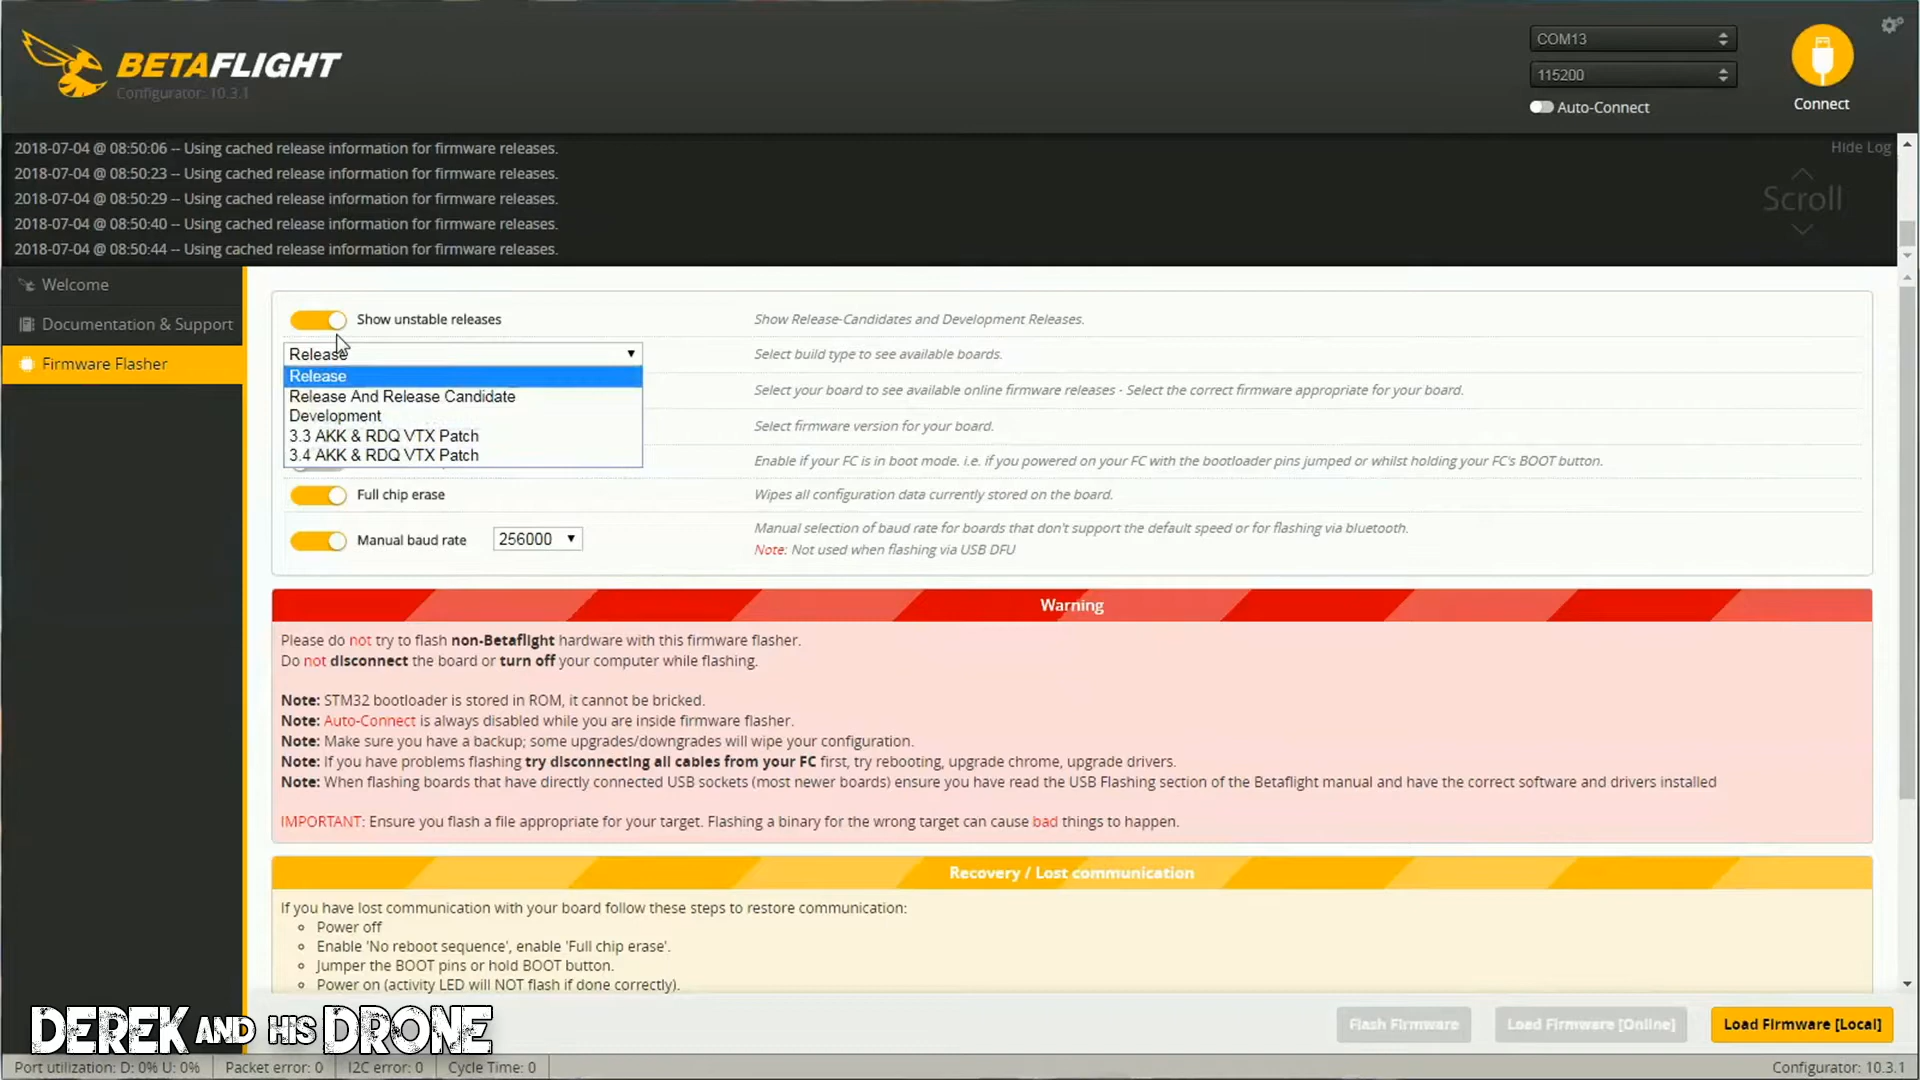 BETAFLIGHT
Configurator: 10.3.1
COM13
115200
Auto-Connect
Connect
2018-07-04 @ 08:50:06 -- Using cached release information for firmware releases.
2018-07-04 @ 08:50:23 -- Using cached release information for firmware releases.
2018-07-04 @ 08:50:29 -- Using cached release information for firmware releases.
2018-07-04 @ 08:50:40 -- Using cached release information for firmware releases.
2018-07-04 @ 08:50:44 -- Using cached release information for firmware releases.
Hide Log
Scroll
Welcome
Documentation & Support
Firmware Flasher
Show unstable releases
Show Release-Candidates and Development Releases.
Release
Select build type to see available boards.
Release
Release And Release Candidate
Development
3.3 AKK & RDQ VTX Patch
3.4 AKK & RDQ VTX Patch
Select your board to see available online firmware releases - Select the correct firmware appropriate for your board.
Select firmware version for your board.
Enable if your FC is in boot mode. i.e. if you powered on your FC with the bootloader pins jumped or whilst holding your FC's BOOT button.
Full chip erase
Wipes all configuration data currently stored on the board.
Manual baud rate
256000
Manual selection of baud rate for boards that don't support the default speed or for flashing via bluetooth.
Note: Not used when flashing via USB DFU
Warning
Please do not try to flash non-Betaflight hardware with this firmware flasher.
Do not disconnect the board or turn off your computer while flashing.
Note: STM32 bootloader is stored in ROM, it cannot be bricked.
Note: Auto-Connect is always disabled while you are inside firmware flasher.
Note: Make sure you have a backup; some upgrades/downgrades will wipe your configuration.
Note: If you have problems flashing try disconnecting all cables from your FC first, try rebooting, upgrade chrome, upgrade drivers.
Note: When flashing boards that have directly connected USB sockets (most newer boards) ensure you have read the USB Flashing section of the Betaflight manual and have the correct software and drivers installed
IMPORTANT: Ensure you flash a file appropriate for your target. Flashing a binary for the wrong target can cause bad things to happen.
Recovery / Lost communication
If you have lost communication with your board follow these steps to restore communication:
Power off
Enable 'No reboot sequence', enable 'Full chip erase'.
Jumper the BOOT pins or hold BOOT button.
Power on (activity LED will NOT flash if done correctly).
DEREK AND HIS DRONE
Flash Firmware
Load Firmware [Online]
Load Firmware [Local]
Port utilization: D: 0% U: 0%
Packet error: 0
I2C error: 0
Cycle Time: 0
Configurator: 10.3.1